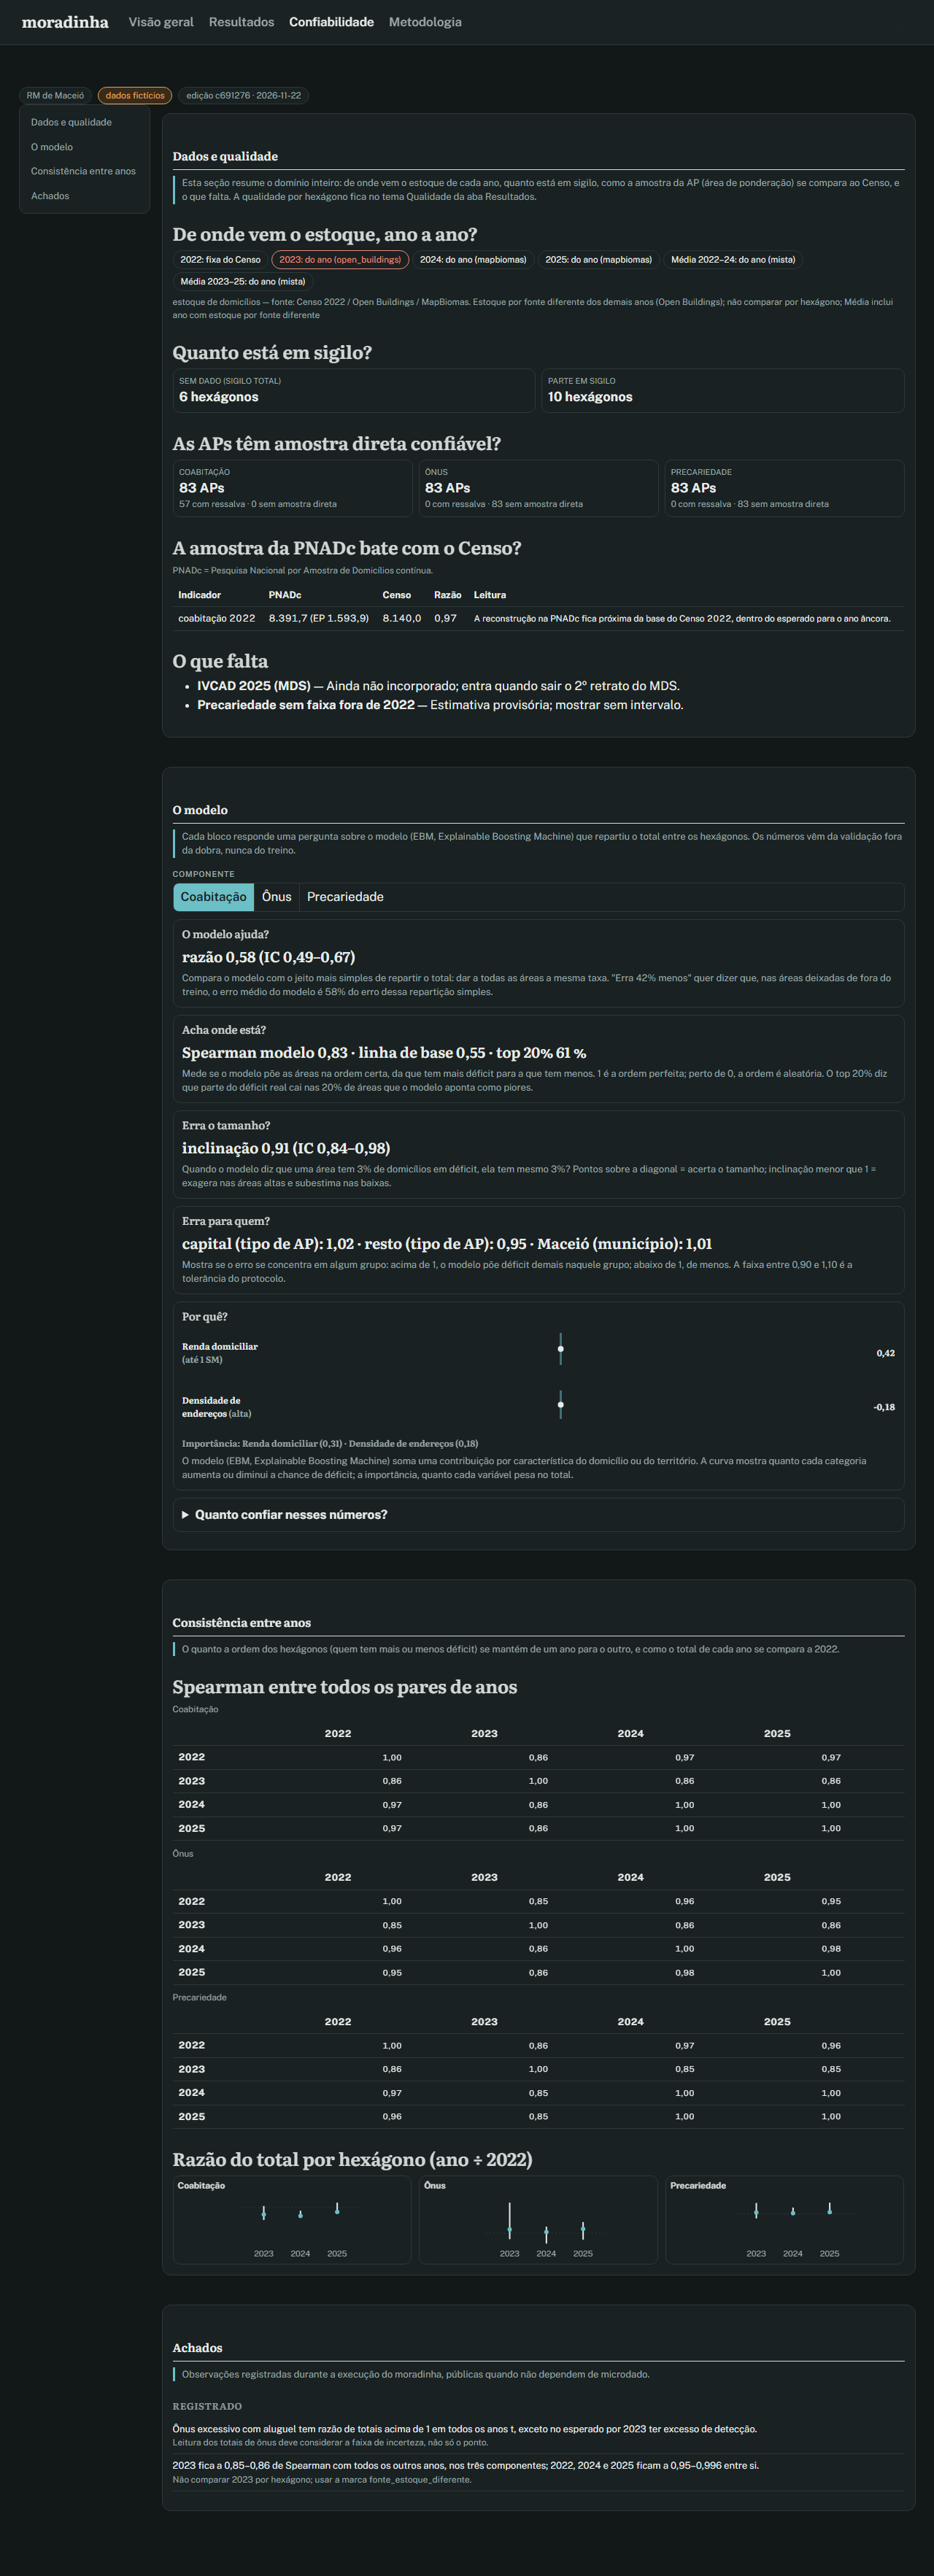 moradinha Visão geral Resultados Confiabilidade Metodologia
RM de Maceió dados fictícios edição c691276 · 2026-11-22
Dados e qualidade
O modelo
Consistência entre anos
Achados
Dados e qualidade
Esta seção resume o domínio inteiro: de onde vem o estoque de cada ano, quanto está em sigilo, como a amostra da AP (área de ponderação) se compara ao Censo, e
o que falta. A qualidade por hexágono fica no tema Qualidade da aba Resultados.
De onde vem o estoque, ano a ano?
2022: fixa do Censo 2023: do ano (open_buildings) 2024: do ano (mapbiomas) 2025: do ano (mapbiomas) Média 2022–24: do ano (mista)
Média 2023–25: do ano (mista)
estoque de domicílios — fonte: Censo 2022 / Open Buildings / MapBiomas. Estoque por fonte diferente dos demais anos (Open Buildings); não comparar por hexágono; Média inclui
ano com estoque por fonte diferente
Quanto está em sigilo?
SEM DADO (SIGILO TOTAL) PARTE EM SIGILO
6 hexágonos 10 hexágonos
As APs têm amostra direta confiável?
COABITAÇÃO ÔNUS PRECARIEDADE
83 APs 83 APs 83 APs
57 com ressalva · 0 sem amostra direta 0 com ressalva · 83 sem amostra direta 0 com ressalva · 83 sem amostra direta
A amostra da PNADc bate com o Censo?
PNADc = Pesquisa Nacional por Amostra de Domicílios contínua.
Indicador PNADc Censo Razão Leitura
coabitação 2022 8.391,7 (EP 1.593,9) 8.140,0 0,97 A reconstrução na PNADc fica próxima da base do Censo 2022, dentro do esperado para o ano âncora.
O que falta
• IVCAD 2025 (MDS) — Ainda não incorporado; entra quando sair o 2º retrato do MDS.
• Precariedade sem faixa fora de 2022 — Estimativa provisória; mostrar sem intervalo.
O modelo
Cada bloco responde uma pergunta sobre o modelo (EBM, Explainable Boosting Machine) que repartiu o total entre os hexágonos. Os números vêm da validação fora
da dobra, nunca do treino.
COMPONENTE
Coabitação Ônus Precariedade
O modelo ajuda?
razão 0,58 (IC 0,49–0,67)
Compara o modelo com o jeito mais simples de repartir o total: dar a todas as áreas a mesma taxa. "Erra 42% menos" quer dizer que, nas áreas deixadas de fora do
treino, o erro médio do modelo é 58% do erro dessa repartição simples.
Acha onde está?
Spearman modelo 0,83 · linha de base 0,55 · top 20% 61 %
Mede se o modelo põe as áreas na ordem certa, da que tem mais déficit para a que tem menos. 1 é a ordem perfeita; perto de 0, a ordem é aleatória. O top 20% diz
que parte do déficit real cai nas 20% de áreas que o modelo aponta como piores.
Erra o tamanho?
inclinação 0,91 (IC 0,84–0,98)
Quando o modelo diz que uma área tem 3% de domicílios em déficit, ela tem mesmo 3%? Pontos sobre a diagonal = acerta o tamanho; inclinação menor que 1 =
exagera nas áreas altas e subestima nas baixas.
Erra para quem?
capital (tipo de AP): 1,02 · resto (tipo de AP): 0,95 · Maceió (município): 1,01
Mostra se o erro se concentra em algum grupo: acima de 1, o modelo põe déficit demais naquele grupo; abaixo de 1, de menos. A faixa entre 0,90 e 1,10 é a
tolerância do protocolo.
Por quê?
Renda domiciliar
(até 1 SM) 0,42
Densidade de
endereços (alta) -0,18
Importância: Renda domiciliar (0,31) · Densidade de endereços (0,18)
O modelo (EBM, Explainable Boosting Machine) soma uma contribuição por característica do domicílio ou do território. A curva mostra quanto cada categoria
aumenta ou diminui a chance de déficit; a importância, quanto cada variável pesa no total.
▶ Quanto confiar nesses números?
Consistência entre anos
O quanto a ordem dos hexágonos (quem tem mais ou menos déficit) se mantém de um ano para o outro, e como o total de cada ano se compara a 2022.
Spearman entre todos os pares de anos
Coabitação
2022 2023 2024 2025
2022 1,00 0,86 0,97 0,97
2023 0,86 1,00 0,86 0,86
2024 0,97 0,86 1,00 1,00
2025 0,97 0,86 1,00 1,00
Ônus
2022 2023 2024 2025
2022 1,00 0,85 0,96 0,95
2023 0,85 1,00 0,86 0,86
2024 0,96 0,86 1,00 0,98
2025 0,95 0,86 0,98 1,00
Precariedade
2022 2023 2024 2025
2022 1,00 0,86 0,97 0,96
2023 0,86 1,00 0,85 0,85
2024 0,97 0,85 1,00 1,00
2025 0,96 0,85 1,00 1,00
Razão do total por hexágono (ano ÷ 2022)
Coabitação Ônus Precariedade
2023 2024 2025 2023 2024 2025 2023 2024 2025
Achados
Observações registradas durante a execução do moradinha, públicas quando não dependem de microdado.
REGISTRADO
Ônus excessivo com aluguel tem razão de totais acima de 1 em todos os anos t, exceto no esperado por 2023 ter excesso de detecção.
Leitura dos totais de ônus deve considerar a faixa de incerteza, não só o ponto.
2023 fica a 0,85–0,86 de Spearman com todos os outros anos, nos três componentes; 2022, 2024 e 2025 ficam a 0,95–0,996 entre si.
Não comparar 2023 por hexágono; usar a marca fonte_estoque_diferente.